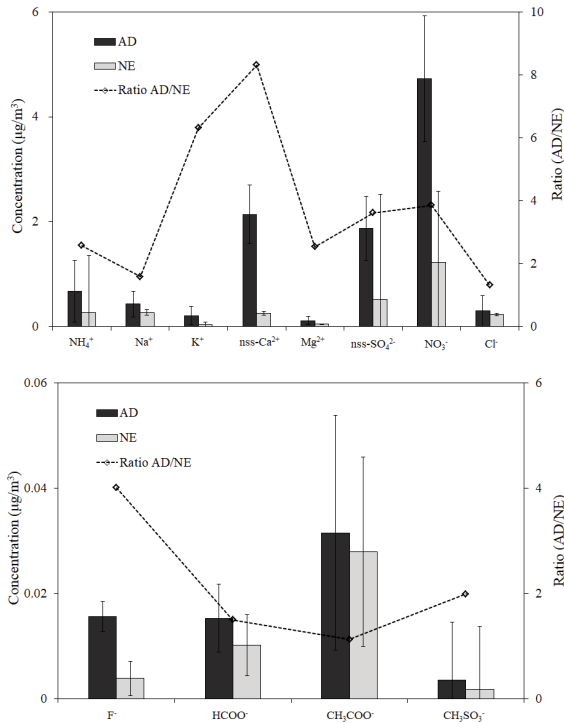 6
10
AD
NE
Ratio AD/NE
8
4
6
4
2
2
0
0
Concentration (μg/m³)
Ratio (AD/NE)
NH₄⁺ Na⁺ K⁺ nss-Ca²⁺ Mg²⁺ nss-SO₄²⁻ NO₃⁻ Cl⁻
0.06
6
AD
NE
Ratio AD/NE
0.04
4
0.02
2
0
0
Concentration (μg/m³)
Ratio (AD/NE)
F⁻ HCOO⁻ CH₃COO⁻ CH₃SO₃⁻